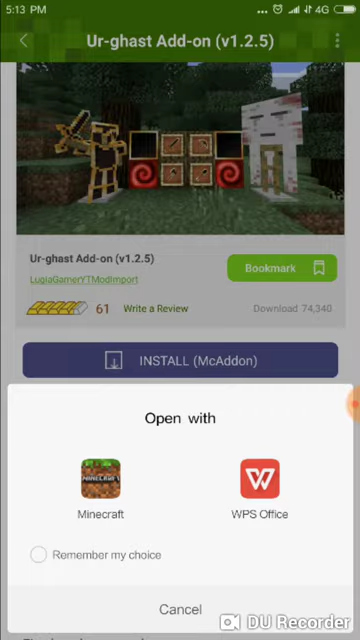 5:13 PM
... 4G
Ur-ghast Add-on (v1.2.5)
Ur-ghast Add-on (v1.2.5)
LugiaGamerYTModImport
Bookmark
61
Write a Review
Download 74,340
INSTALL (McAddon)
Open with
MINECRAFT
Minecraft
WPS Office
Remember my choice
Cancel
DU Recorder